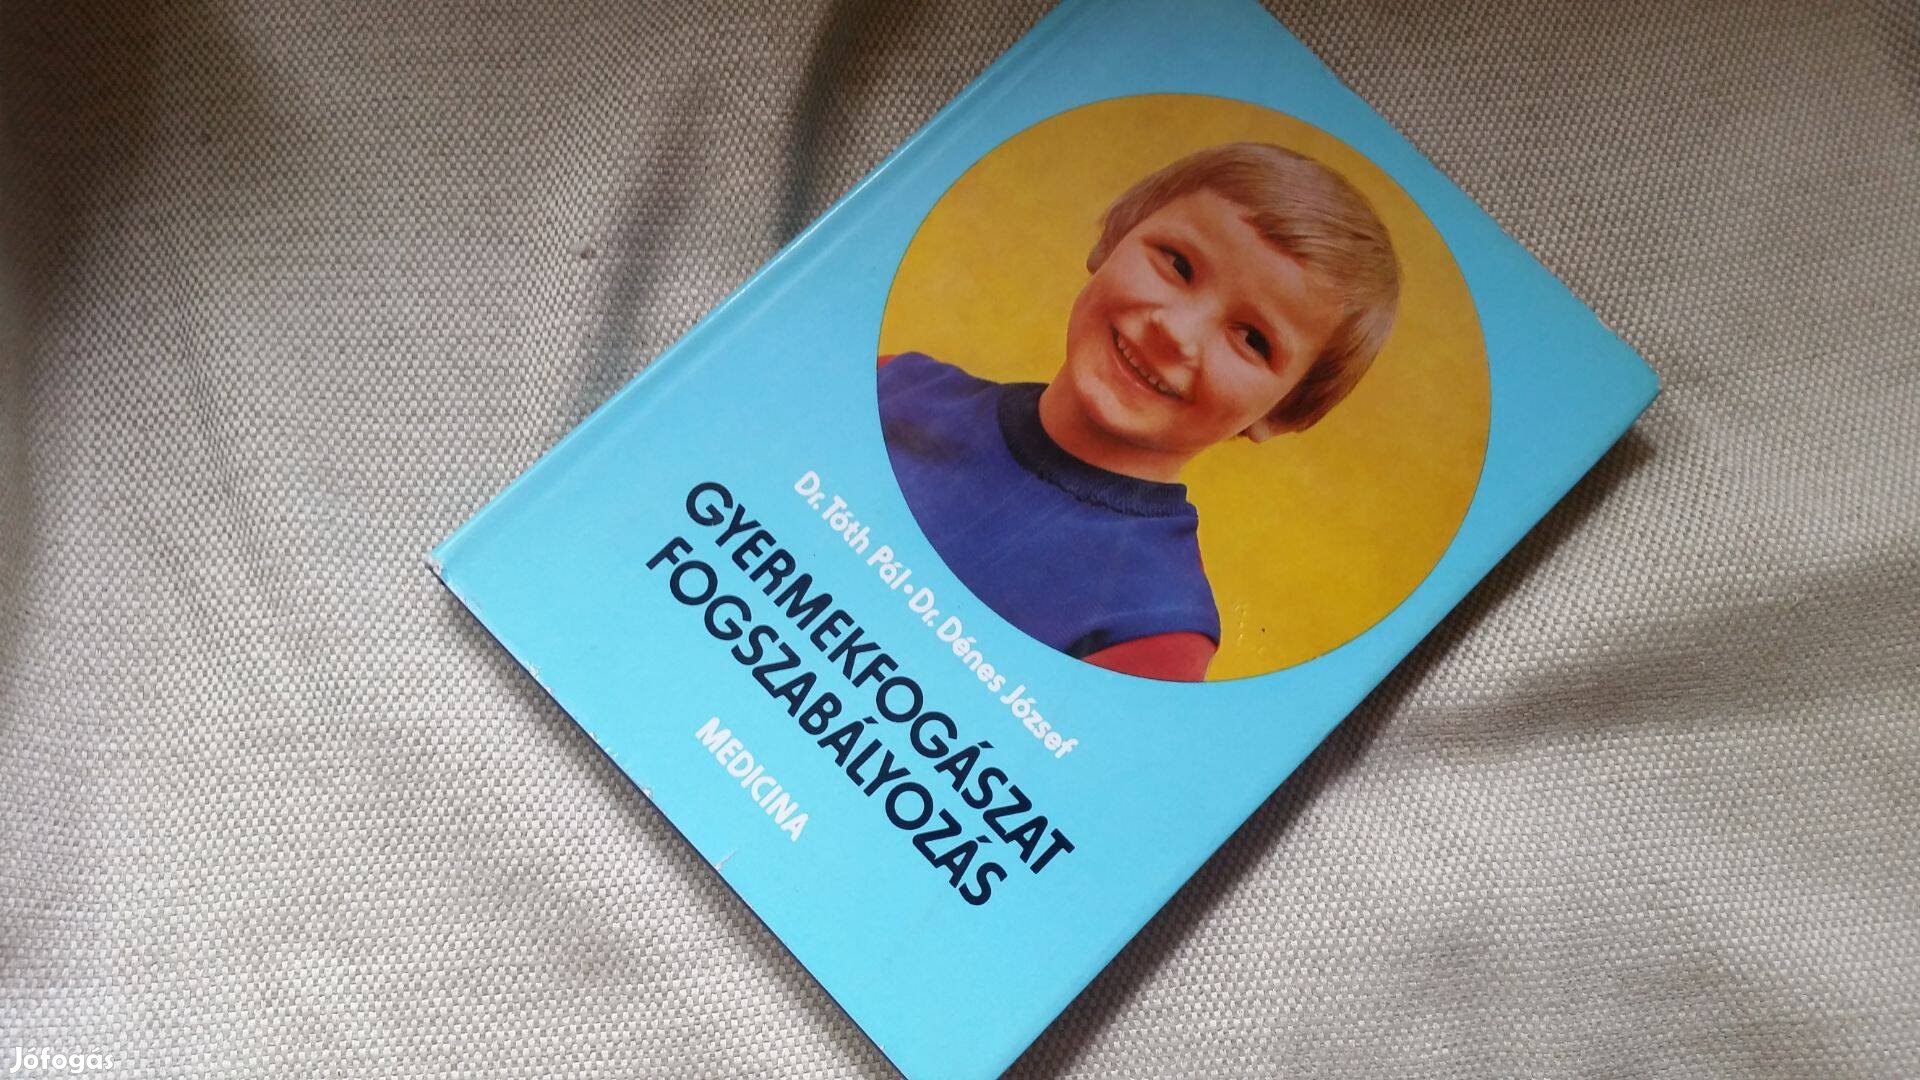 Dr. Tóth Pál • Dr. Dénes József
GYERMEKFOGÁSZAT
FOGSZABÁLYOZÁS
MEDICINA
Jófogás